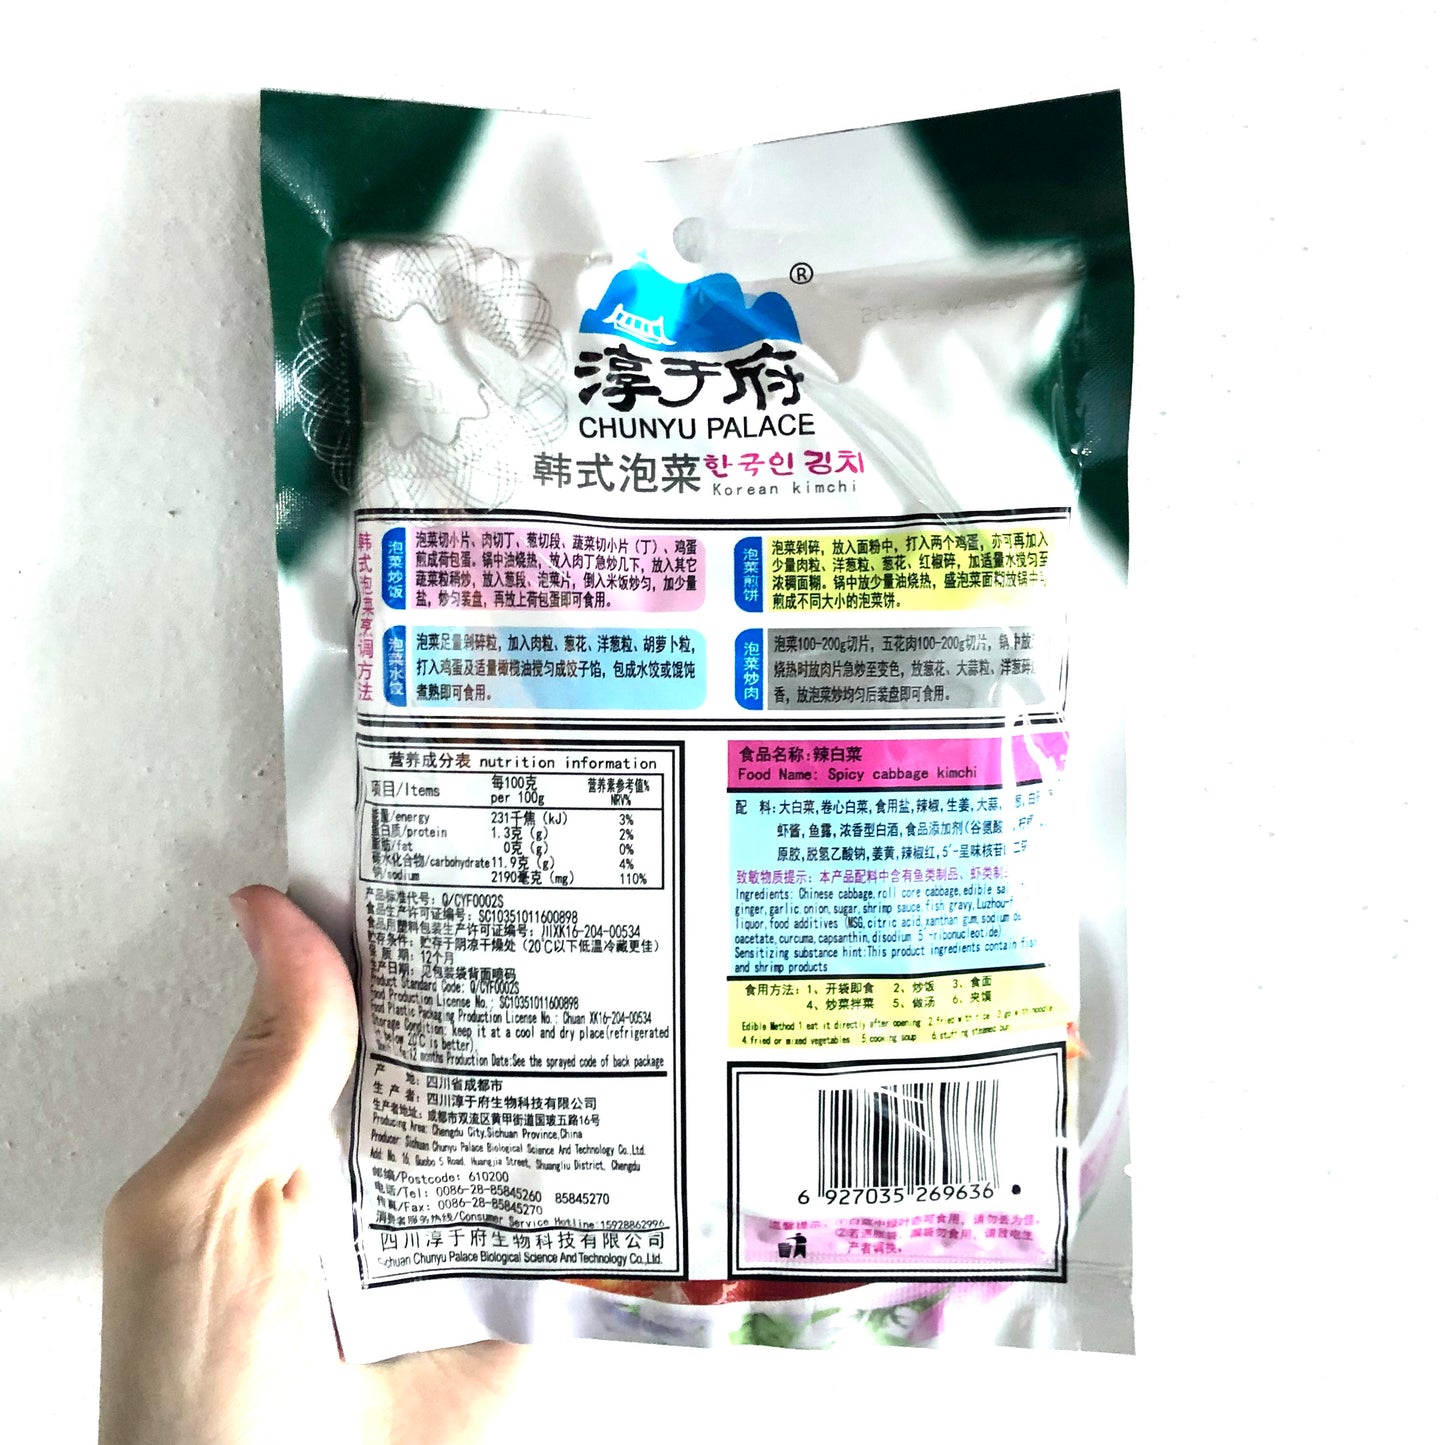 ®
淳于府
CHUNYU PALACE
韩式泡菜 한국인 김치
Korean kimchi
韩式泡菜烹调方法
泡菜炒饭
泡菜切小片、肉切丁、葱切段、蔬菜切小片（丁）、鸡蛋
煎成荷包蛋。锅中油烧热，放入肉丁急炒几下，放入其它
蔬菜粒稍炒，放入葱段、泡菜片，倒入米饭炒匀，加少量
盐，炒匀装盘，再放上荷包蛋即可食用。
泡菜煎饼
泡菜剁碎，放入面粉中，打入两个鸡蛋，亦可再加入
少量肉粒、洋葱粒、葱花、红椒碎，加适量水搅匀至
浓稠面糊。锅中放少量油烧热，盛泡菜面糊放锅中
煎成不同大小的泡菜饼。
泡菜水饺
泡菜足量剁碎粒，加入肉粒、葱花、洋葱粒、胡萝卜粒，
打入鸡蛋及适量橄榄油搅匀成饺子馅，包成水饺或馄饨
煮熟即可食用。
泡菜炒肉
泡菜100-200g切片，五花肉100-200g切片，锅中放
烧热时放肉片急炒至变色，放葱花、大蒜粒、洋葱碎
香，放泡菜炒均匀后装盘即可食用。
营养成分表 nutrition information
项目/Items 每100克 per 100g 营养素参考值% NRV%
能量/energy 231千焦（kJ） 3%
蛋白质/protein 1.3克（g） 2%
脂肪/fat 0克（g） 0%
碳水化合物/carbohydrate 11.9克（g） 4%
钠/sodium 2190毫克（mg） 110%
产品标准代号：Q/CYF0002S
食品生产许可证编号：SC10351011600898
食品用塑料包装生产许可证编号：川XK16-204-00534
贮存条件：贮存于阴凉干燥处（20℃以下低温冷藏更佳）
保质期：12个月
生产日期：见包装袋背面喷码
Product Standard Code: Q/CYF0002S
Food Production License No.: SC10351011600898
Food Plastic Packaging Production License No.: Chuan XK16-204-00534
Storage Condition: keep it at a cool and dry place(refrigerated
below 20℃ is better)
12 months Production Date:See the sprayed code of back package
产地：四川省成都市
生产者：四川淳于府生物科技有限公司
生产者地址：成都市双流区黄甲街道国玻五路16号
Producing Area: Chengdu City,Sichuan Province,China
Producer: Sichuan Chunyu Palace Biological Science And Technology Co.,Ltd.
Add: No. 16, Guobo 5 Road, Huangjia Street, Shuangliu District, Chengdu
邮编/Postcode: 610200
电话/Tel: 0086-28-85845260 85845270
传真/Fax: 0086-28-85845270
消费者服务热线/Consumer Service Hotline:15928862996
四川淳于府生物科技有限公司
Sichuan Chunyu Palace Biological Science And Technology Co.,Ltd.
食品名称：辣白菜
Food Name: Spicy cabbage kimchi
配 料：大白菜,卷心白菜,食用盐,辣椒,生姜,大蒜,
虾酱,鱼露,浓香型白酒,食品添加剂(谷氨酸
原胶,脱氢乙酸钠,姜黄,辣椒红,5'-呈味核苷
致敏物质提示：本产品配料中含有鱼类制品、虾类制
Ingredients: Chinese cabbage,roll core cabbage,edible
ginger,garlic,onion,sugar,shrimp sauce,fish gravy,Luzhou-f
liquor,food additives (MSG,citric acid,xanthan gum,sodium de
oacetate,curcuma,capsanthin,disodium 5'-ribonucleotide)
Sensitizing substance hint:This product ingredients contain fish
and shrimp products
食用方法：1、开袋即食 2、炒饭 3、食面
4、炒菜拌菜 5、做汤 6、夹馍
Edible Method 1 eat it directly after opening 2 fried with rice 3 go with noodle
4 fried or mixed vegetables 5 cooking soup 6 stuffing steamed bun
6 927035 269636
温馨提示：